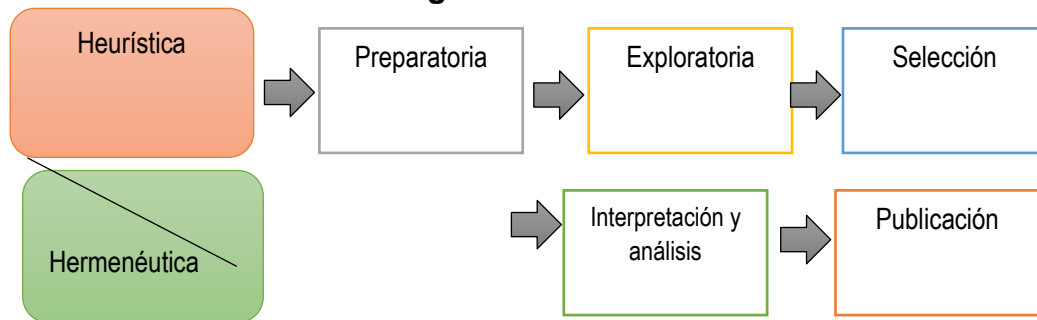 Heurística
Preparatoria
Exploratoria
Selección
Hermenéutica
Interpretación y
análisis
Publicación